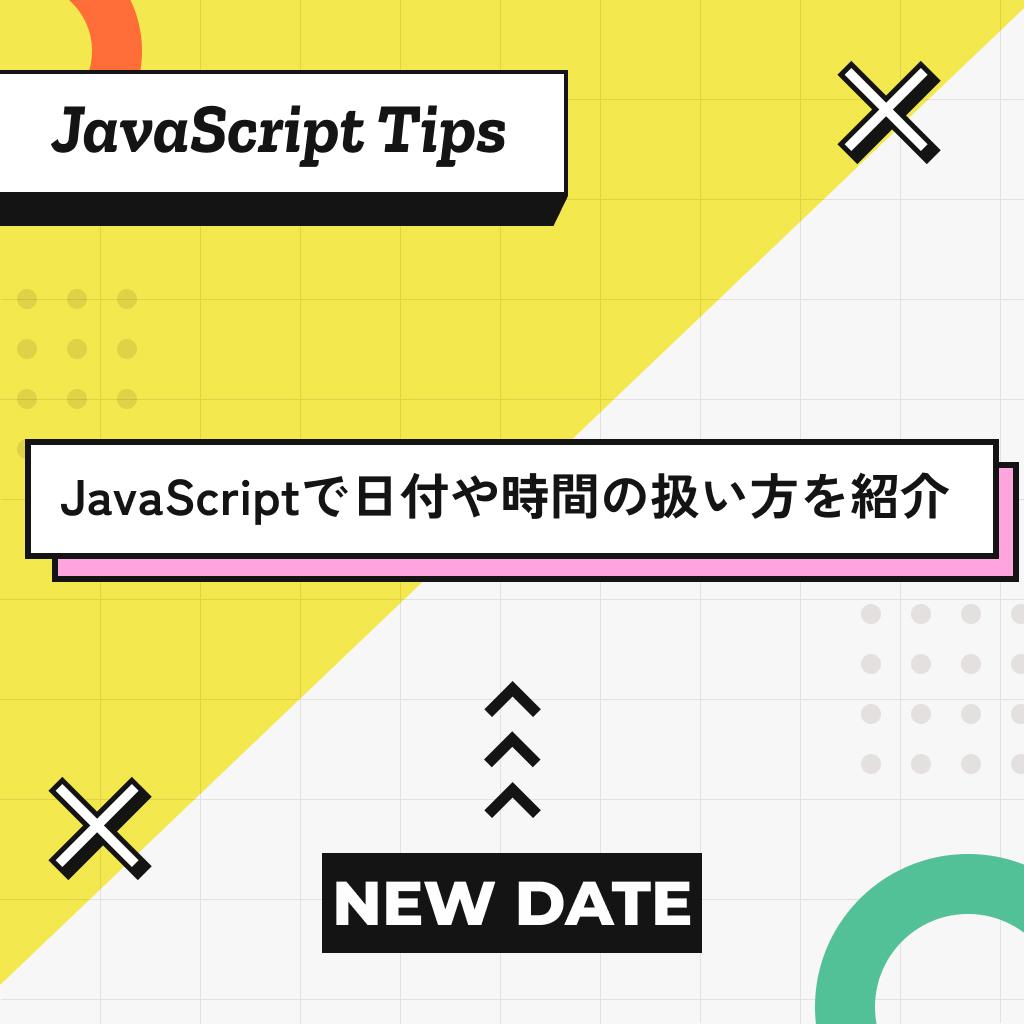 JavaScript Tips
JavaScriptで日付や時間の扱い方を紹介
NEW DATE